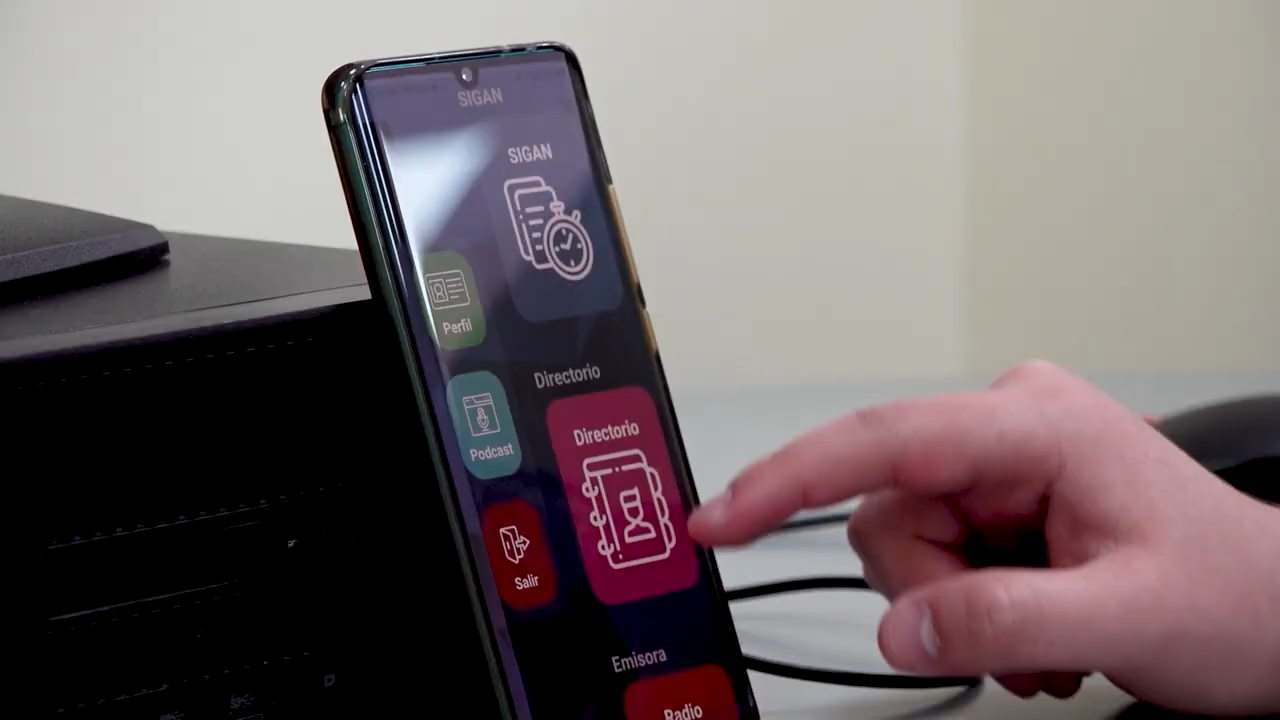 SIGAN
SIGAN
Perfil
Directorio
Podcast
Directorio
Salir
Emisora
Radio